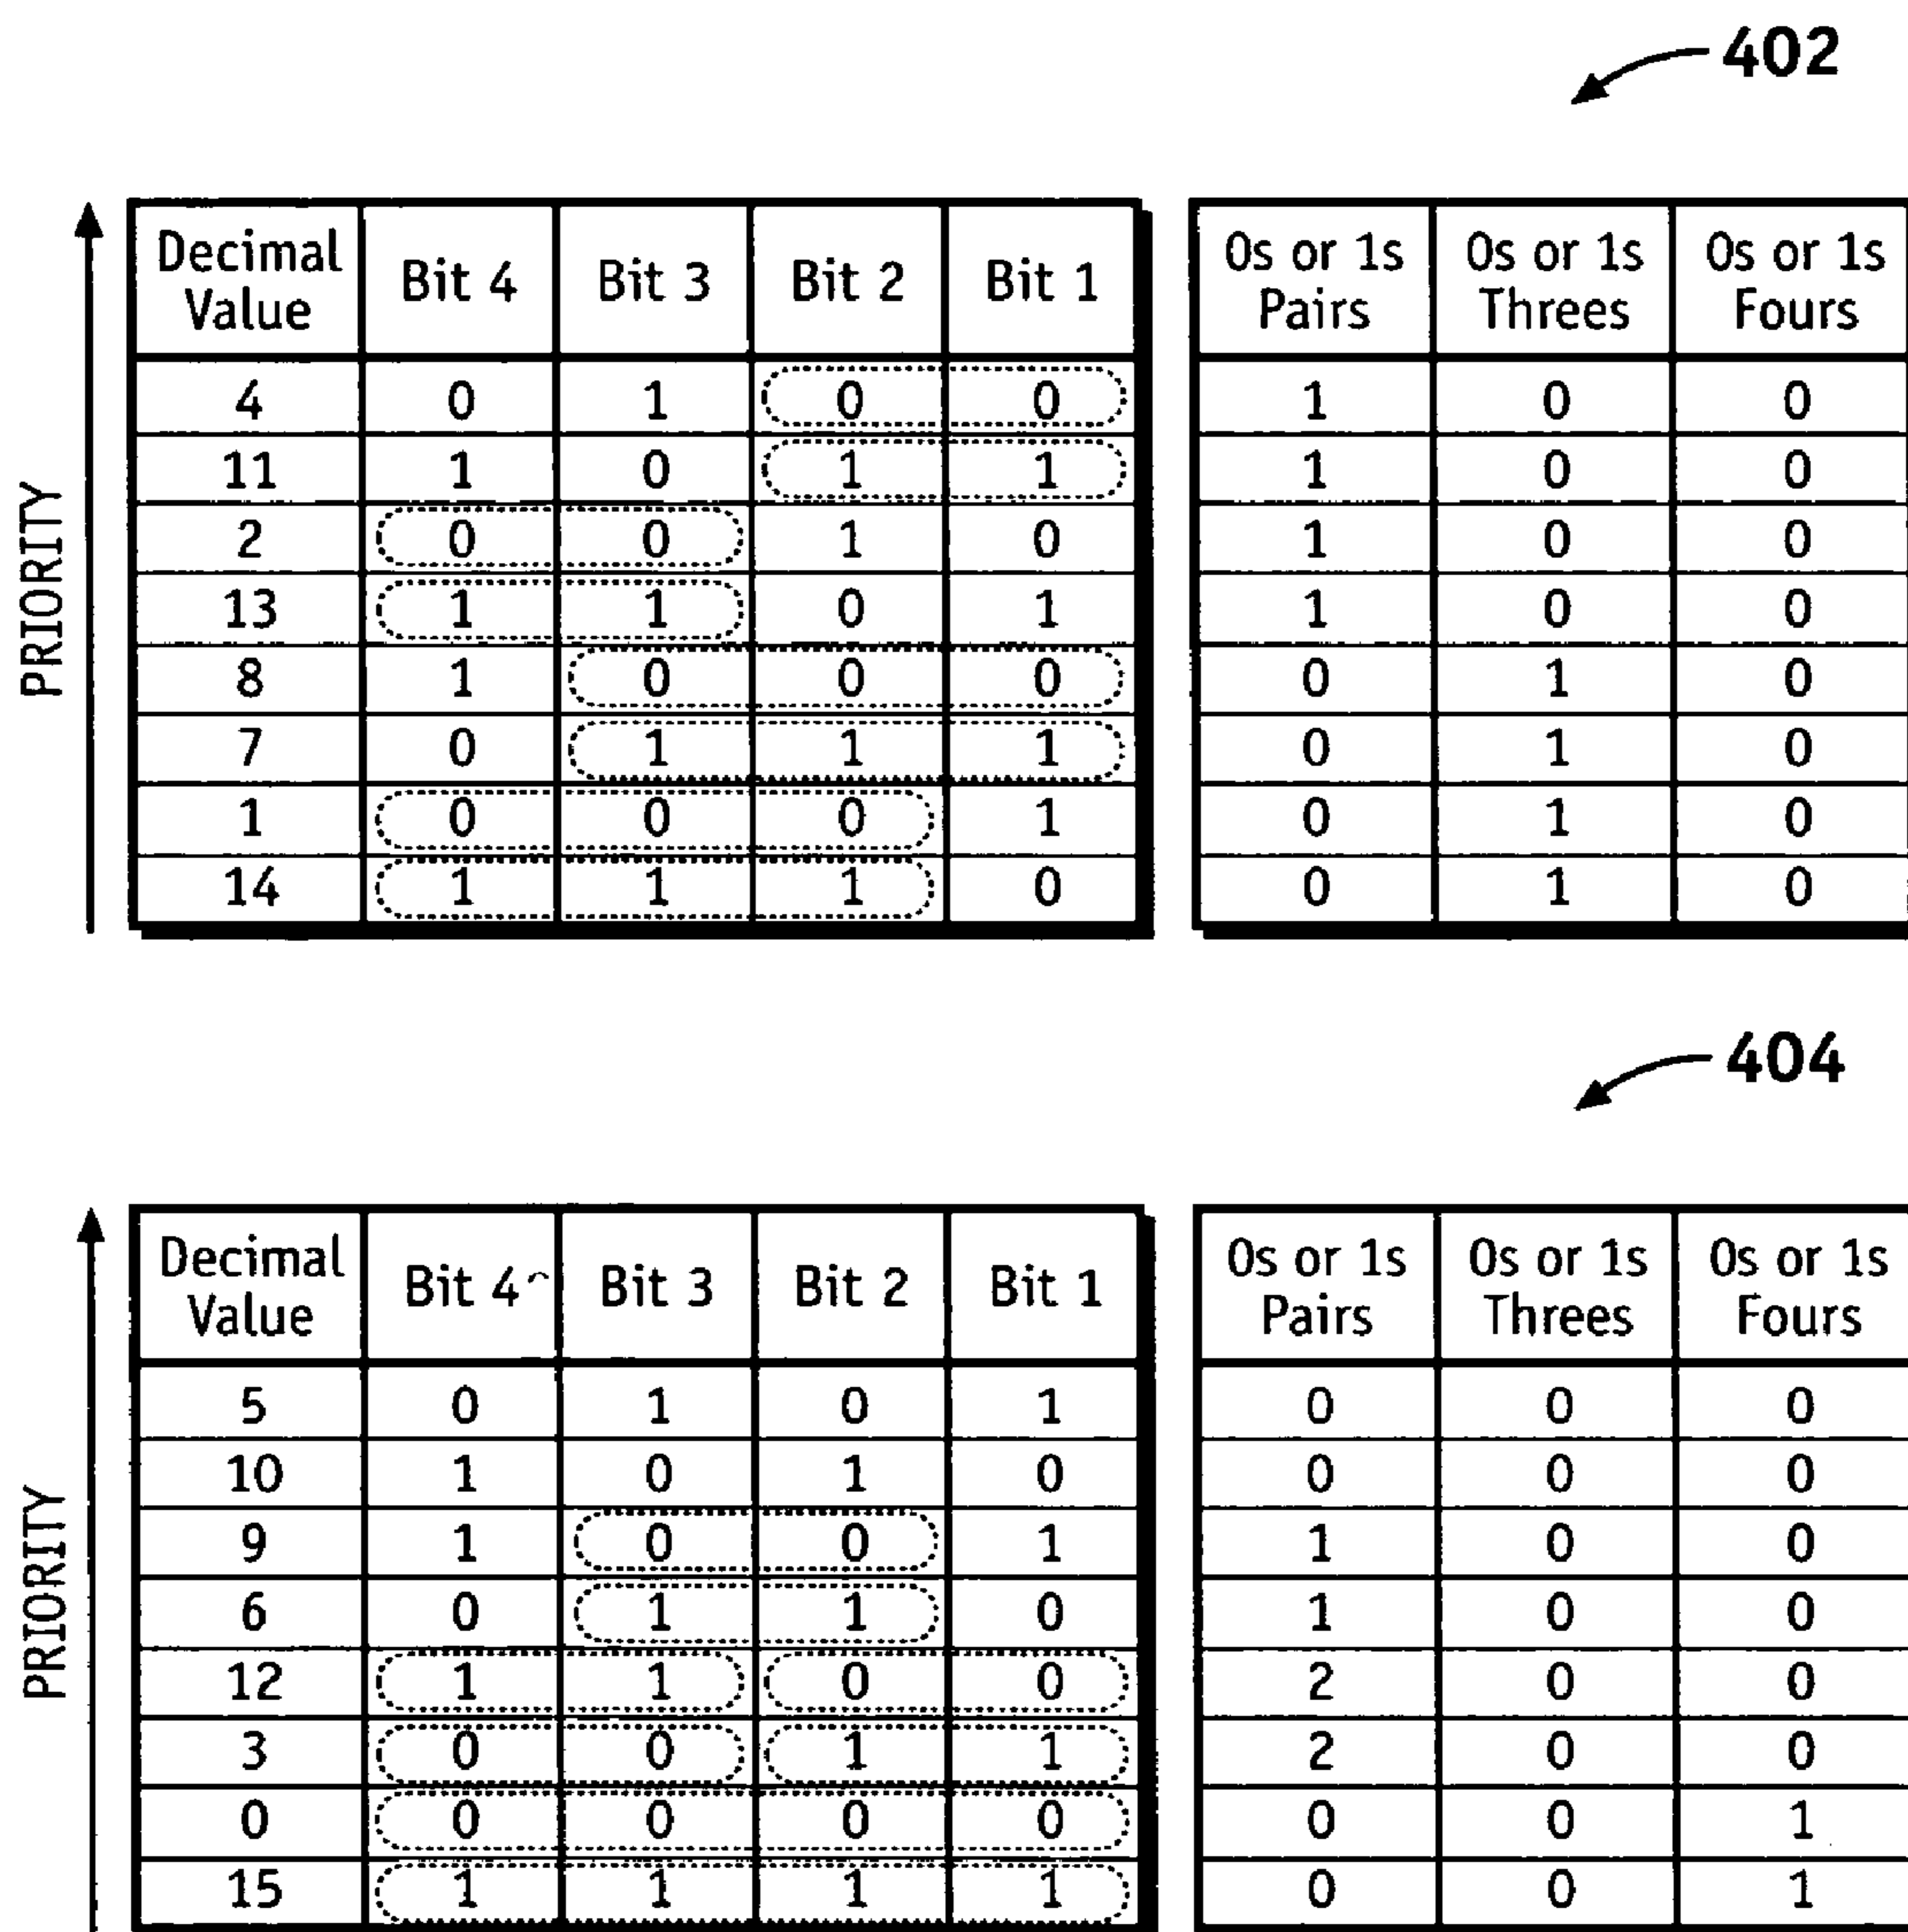 402
PRIORITY
Decimal Value Bit 4 Bit 3 Bit 2 Bit 1 0s or 1s Pairs 0s or 1s Threes 0s or 1s Fours
4 0 1 0 0 1 0 0
11 1 0 1 1 1 0 0
2 0 0 1 0 1 0 0
13 1 1 0 1 1 0 0
8 1 0 0 0 0 1 0
7 0 1 1 1 0 1 0
1 0 0 0 1 0 1 0
14 1 1 1 0 0 1 0
404
PRIORITY
Decimal Value Bit 4 Bit 3 Bit 2 Bit 1 0s or 1s Pairs 0s or 1s Threes 0s or 1s Fours
5 0 1 0 1 0 0 0
10 1 0 1 0 0 0 0
9 1 0 0 1 1 0 0
6 0 1 1 0 1 0 0
12 1 1 0 0 2 0 0
3 0 0 1 1 2 0 0
0 0 0 0 0 0 0 1
15 1 1 1 1 0 0 1